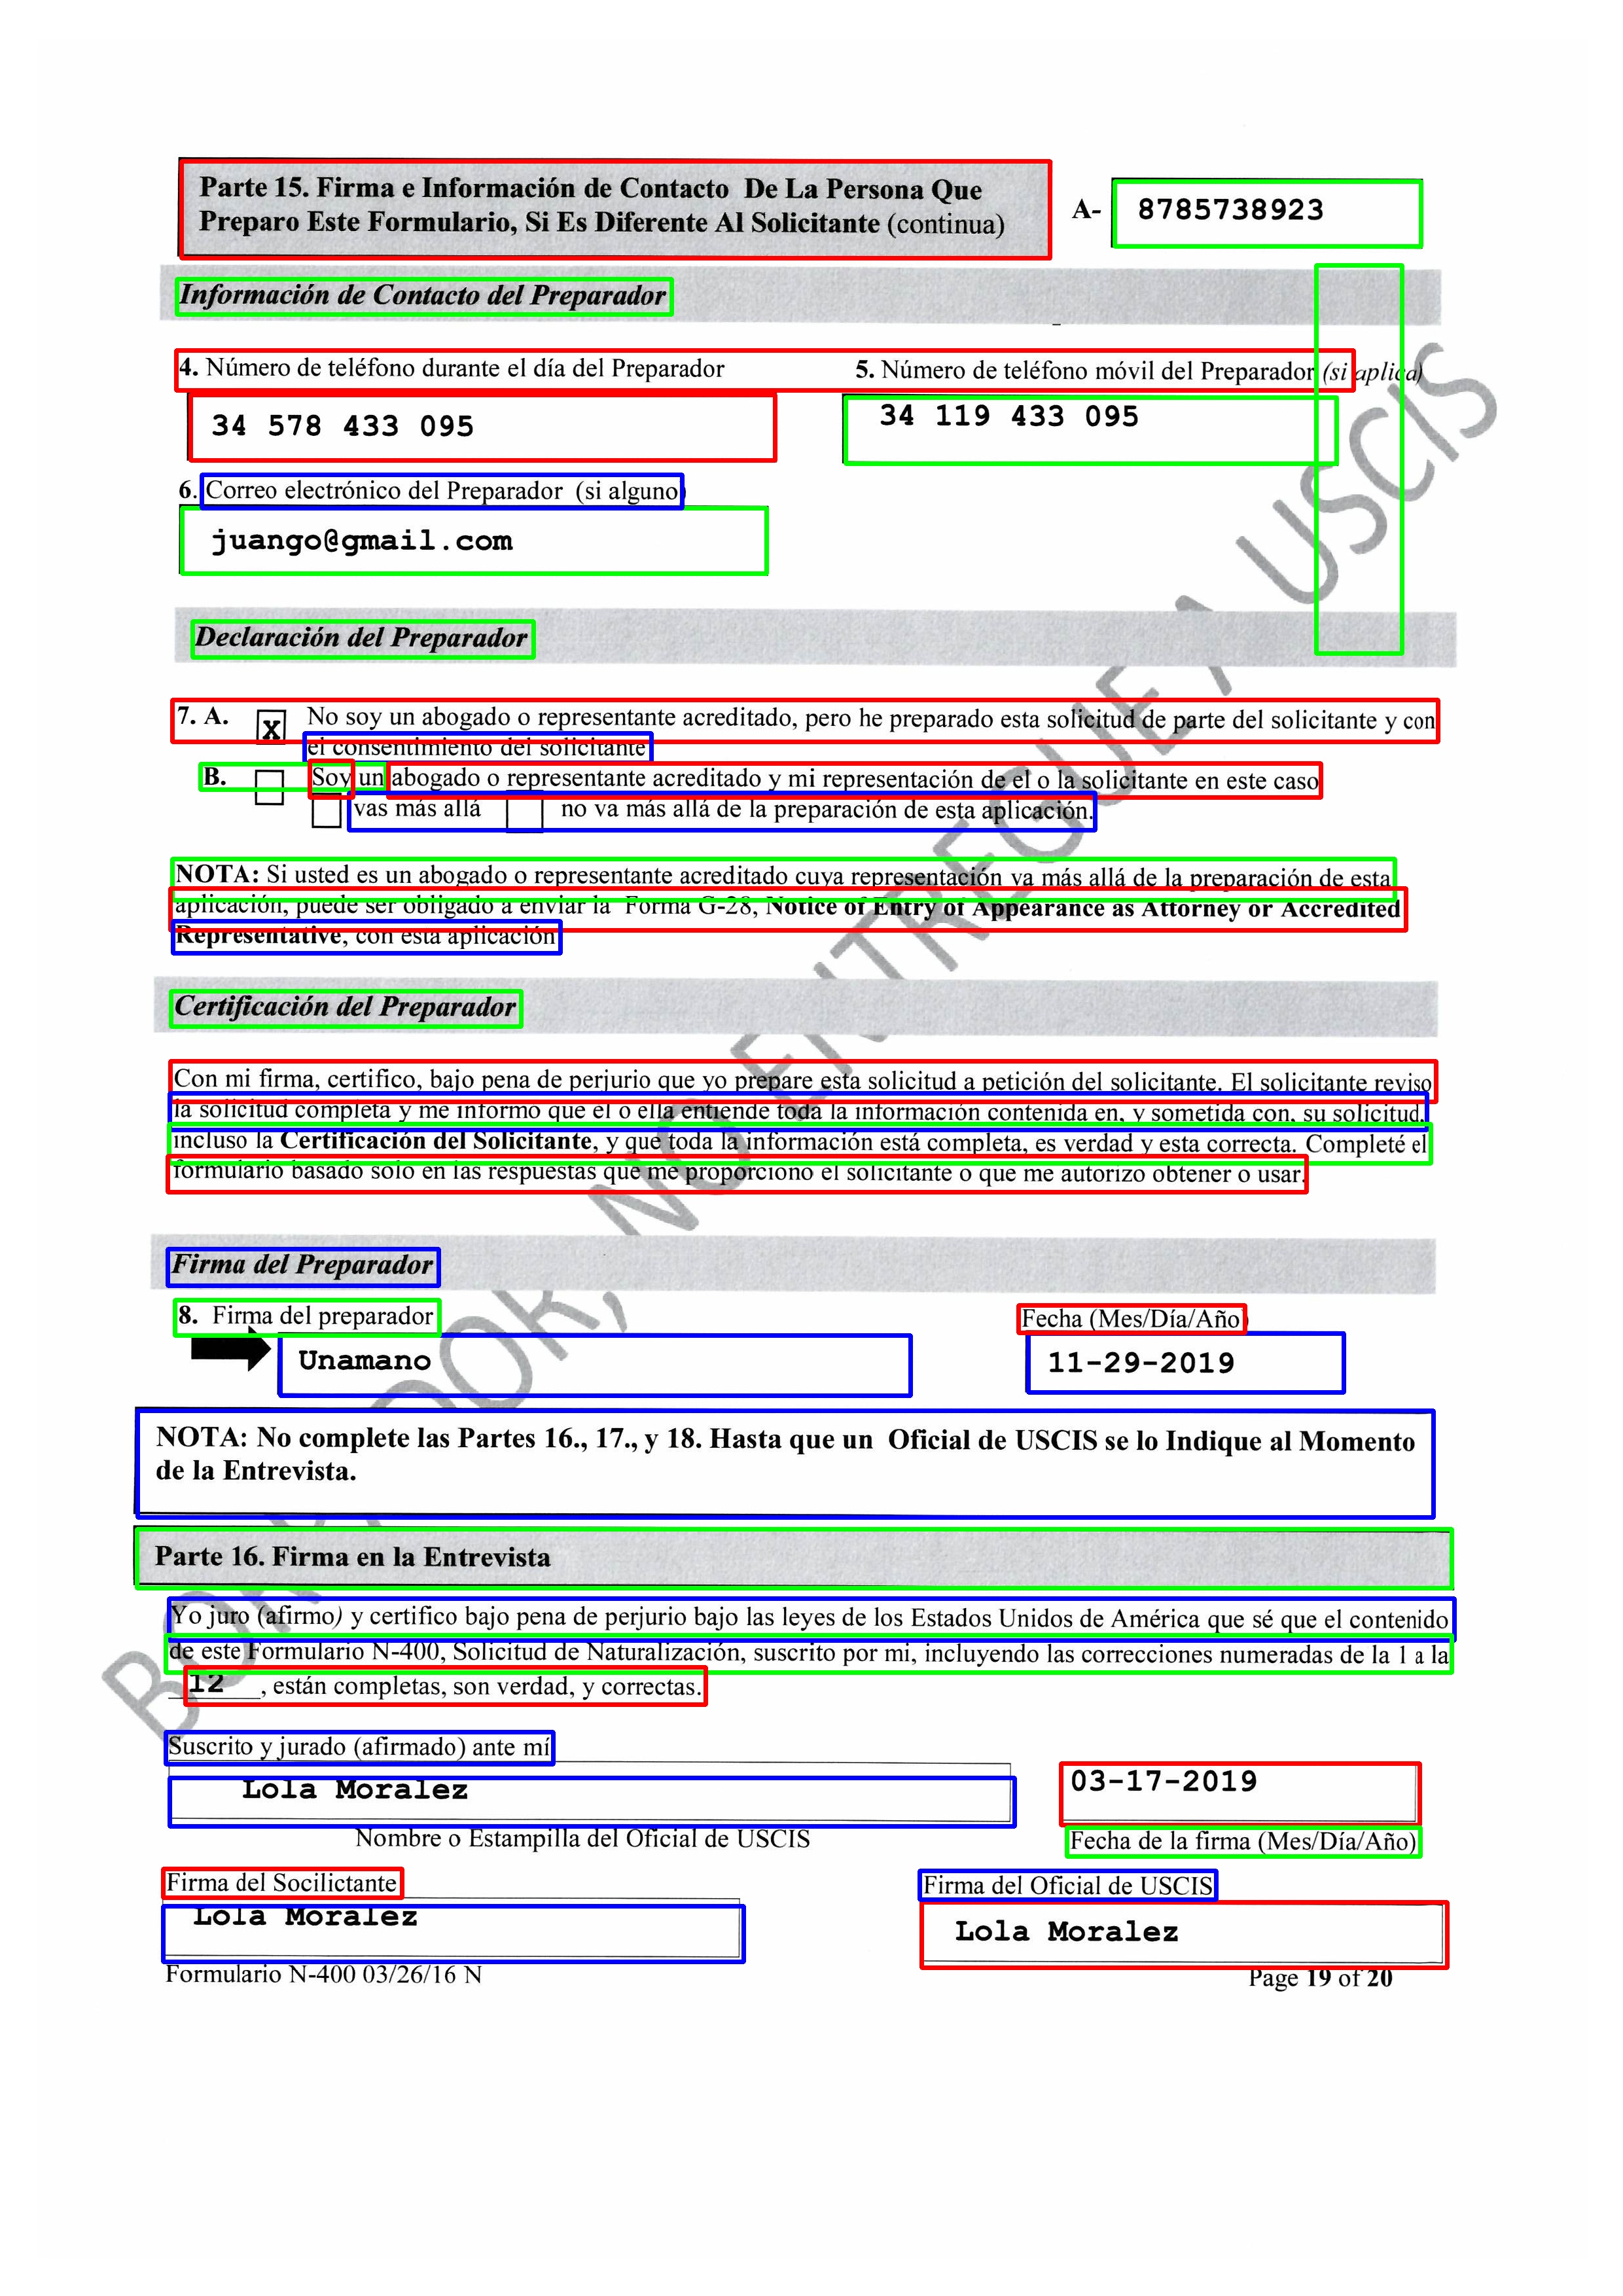 Parte 15. Firma e Información de Contacto De La Persona Que
Preparo Este Formulario, Si Es Diferente Al Solicitante (continua)
A- 8785738923
Información de Contacto del Preparador
4. Número de teléfono durante el día del Preparador
5. Número de teléfono móvil del Preparador (si aplica)
34 578 433 095
34 119 433 095
6. Correo electrónico del Preparador (si alguno)
juango@gmail.com
Declaración del Preparador
7. A. X No soy un abogado o representante acreditado, pero he preparado esta solicitud de parte del solicitante y con
el consentimiento del solicitante
B. Soy un abogado o representante acreditado y mi representación de el o la solicitante en este caso
vas más allá no va más allá de la preparación de esta aplicación.
NOTA: Si usted es un abogado o representante acreditado cuya representación va más allá de la preparación de esta
aplicación, puede ser obligado a enviar la Forma G-28, Notice of Entry of Appearance as Attorney or Accredited
Representative, con esta aplicación
Certificación del Preparador
Con mi firma, certifico, bajo pena de perjurio que yo prepare esta solicitud a petición del solicitante. El solicitante reviso
la solicitud completa y me informo que el o ella entiende toda la información contenida en, y sometida con, su solicitud,
incluso la Certificación del Solicitante, y que toda la información está completa, es verdad y esta correcta. Completé el
formulario basado solo en las respuestas que me proporciono el solicitante o que me autorizo obtener o usar.
Firma del Preparador
8. Firma del preparador
Fecha (Mes/Día/Año)
Unamano
11-29-2019
NOTA: No complete las Partes 16., 17., y 18. Hasta que un Oficial de USCIS se lo Indique al Momento
de la Entrevista.
Parte 16. Firma en la Entrevista
Yo juro (afirmo) y certifico bajo pena de perjurio bajo las leyes de los Estados Unidos de América que sé que el contenido
de este Formulario N-400, Solicitud de Naturalización, suscrito por mi, incluyendo las correcciones numeradas de la 1 a la
12, están completas, son verdad, y correctas.
Suscrito y jurado (afirmado) ante mí
Lola Moralez
03-17-2019
Nombre o Estampilla del Oficial de USCIS
Fecha de la firma (Mes/Día/Año)
Firma del Socilictante
Firma del Oficial de USCIS
Lola Moralez
Lola Moralez
Formulario N-400 03/26/16 N
Page 19 of 20
BORRADOR, NO ENTREGUE A USCIS